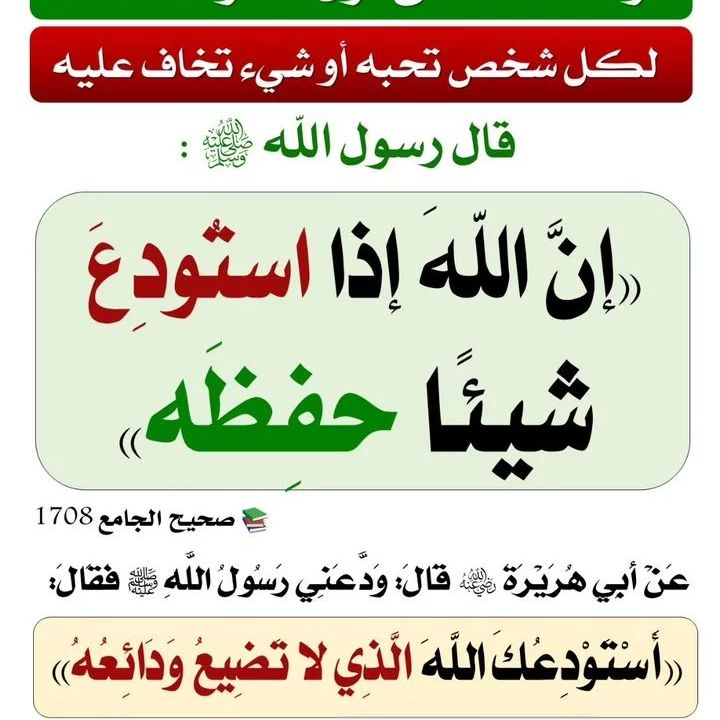 لكل شخص تحبه أو شيء تخاف عليه
قال رسول الله ﷺ :
((إنَّ اللّهَ إذا استُودِعَ
شيئًا حفِظَه))
صحيح الجامع 1708
عَنْ أبي هُرَيْرَة رضي الله عنه قالَ: وَدَّعَنِي رَسُولُ اللَّهِ ﷺ فقالَ:
((أَسْتَوْدِعُكَ اللَّهَ الَّذِي لا تَضِيعُ وَدَائِعُهُ))